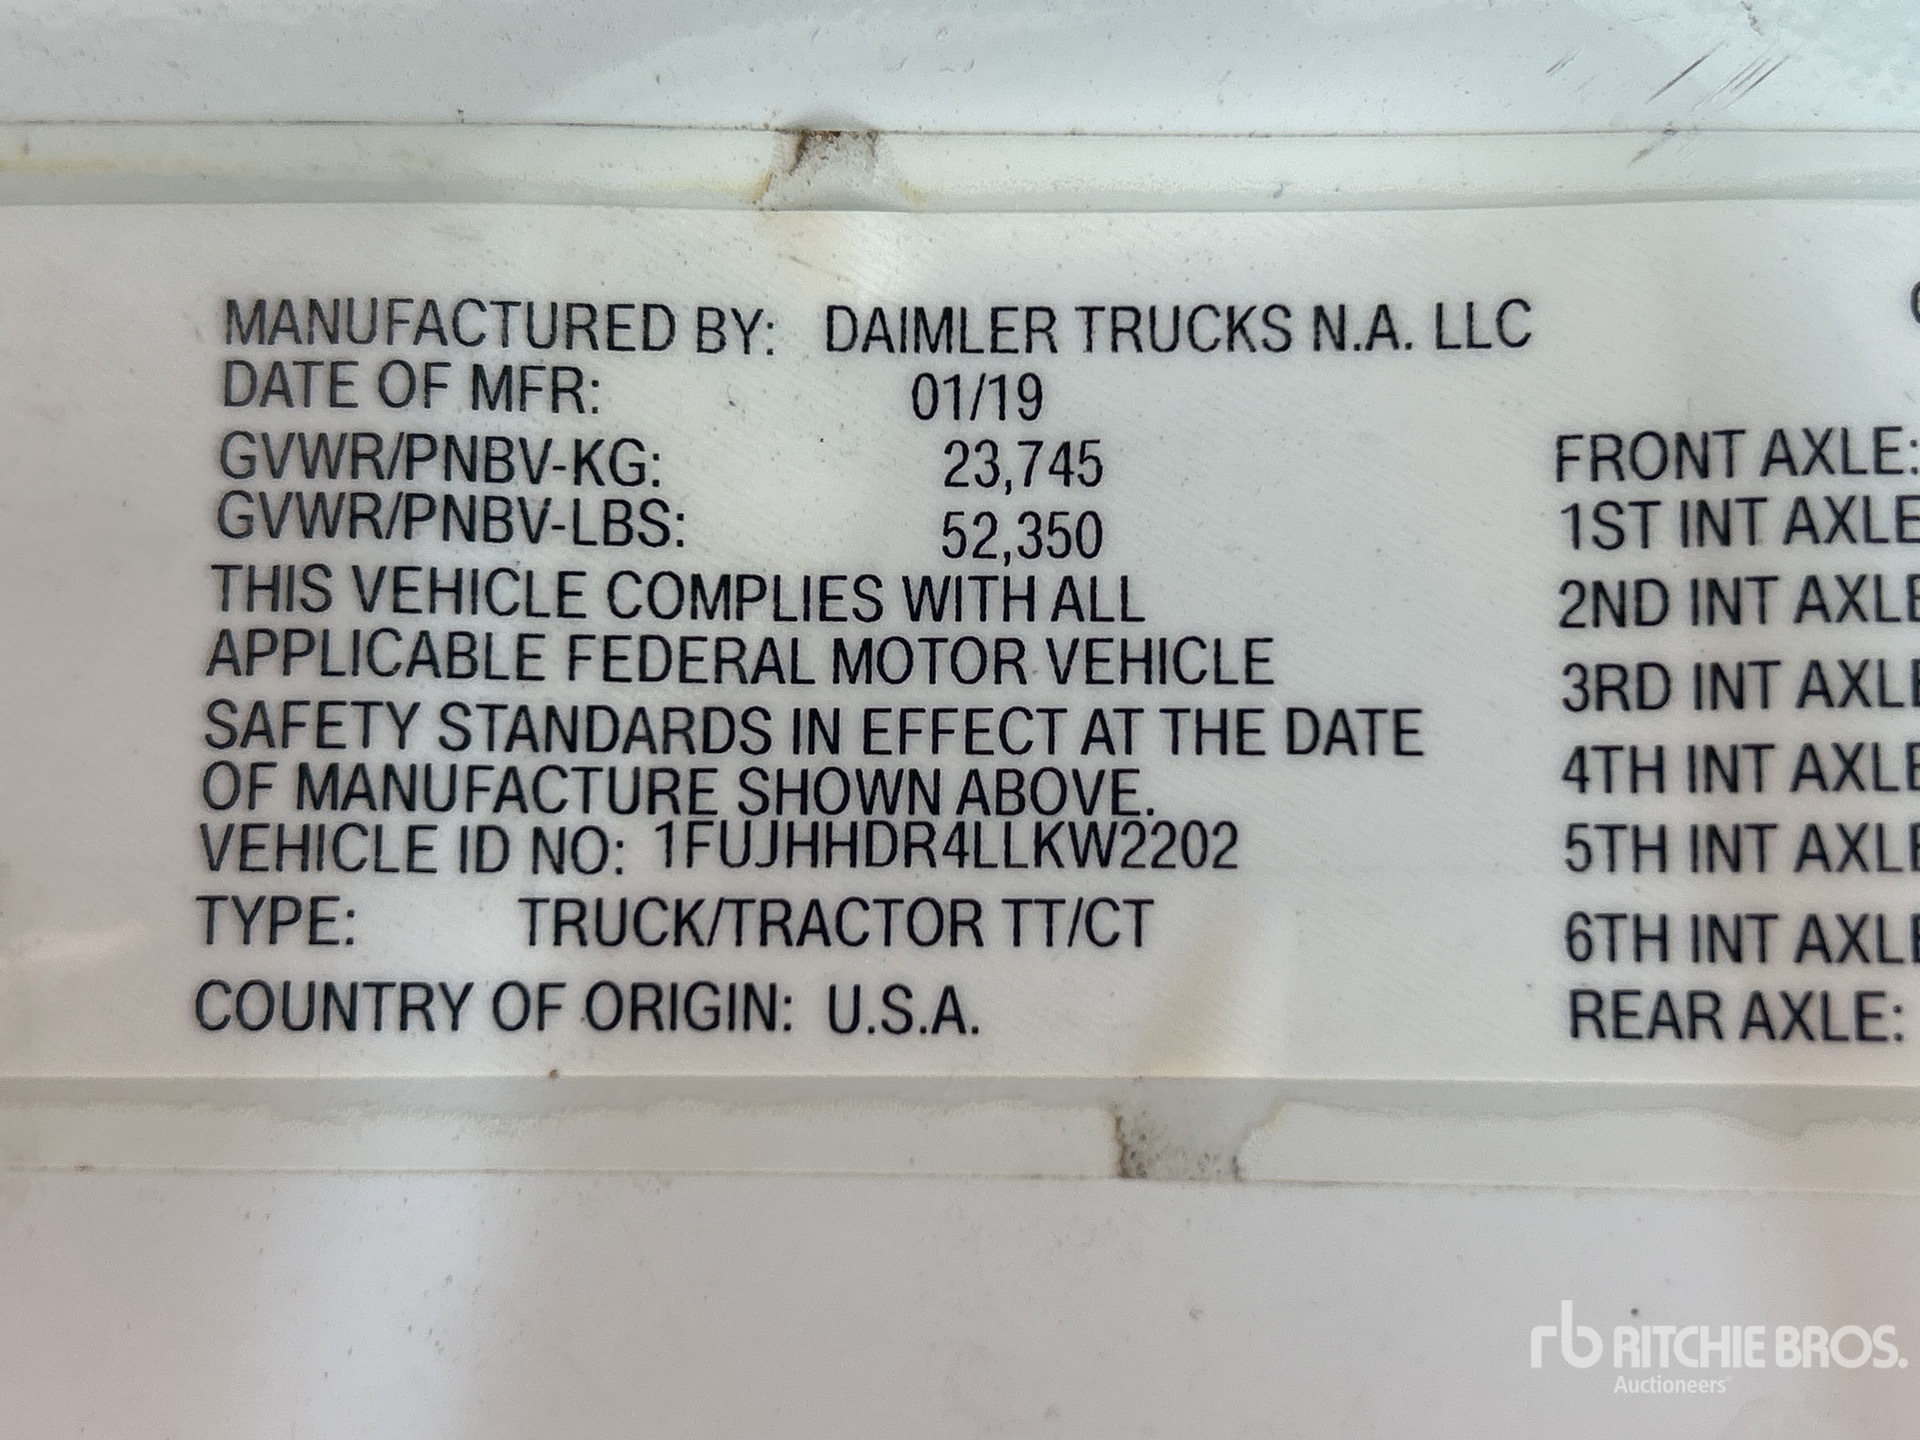 MANUFACTURED BY: DAIMLER TRUCKS N.A. LLC
DATE OF MFR: 01/19
GVWR/PNBV-KG: 23,745
GVWR/PNBV-LBS: 52,350
THIS VEHICLE COMPLIES WITH ALL
APPLICABLE FEDERAL MOTOR VEHICLE
SAFETY STANDARDS IN EFFECT AT THE DATE
OF MANUFACTURE SHOWN ABOVE.
VEHICLE ID NO: 1FUJHHDR4LLKW2202
TYPE: TRUCK/TRACTOR TT/CT
COUNTRY OF ORIGIN: U.S.A.
FRONT AXLE:
1ST INT AXLE
2ND INT AXLE
3RD INT AXLE
4TH INT AXLE
5TH INT AXLE
6TH INT AXLE
REAR AXLE:
rb RITCHIE BROS.
Auctioneers